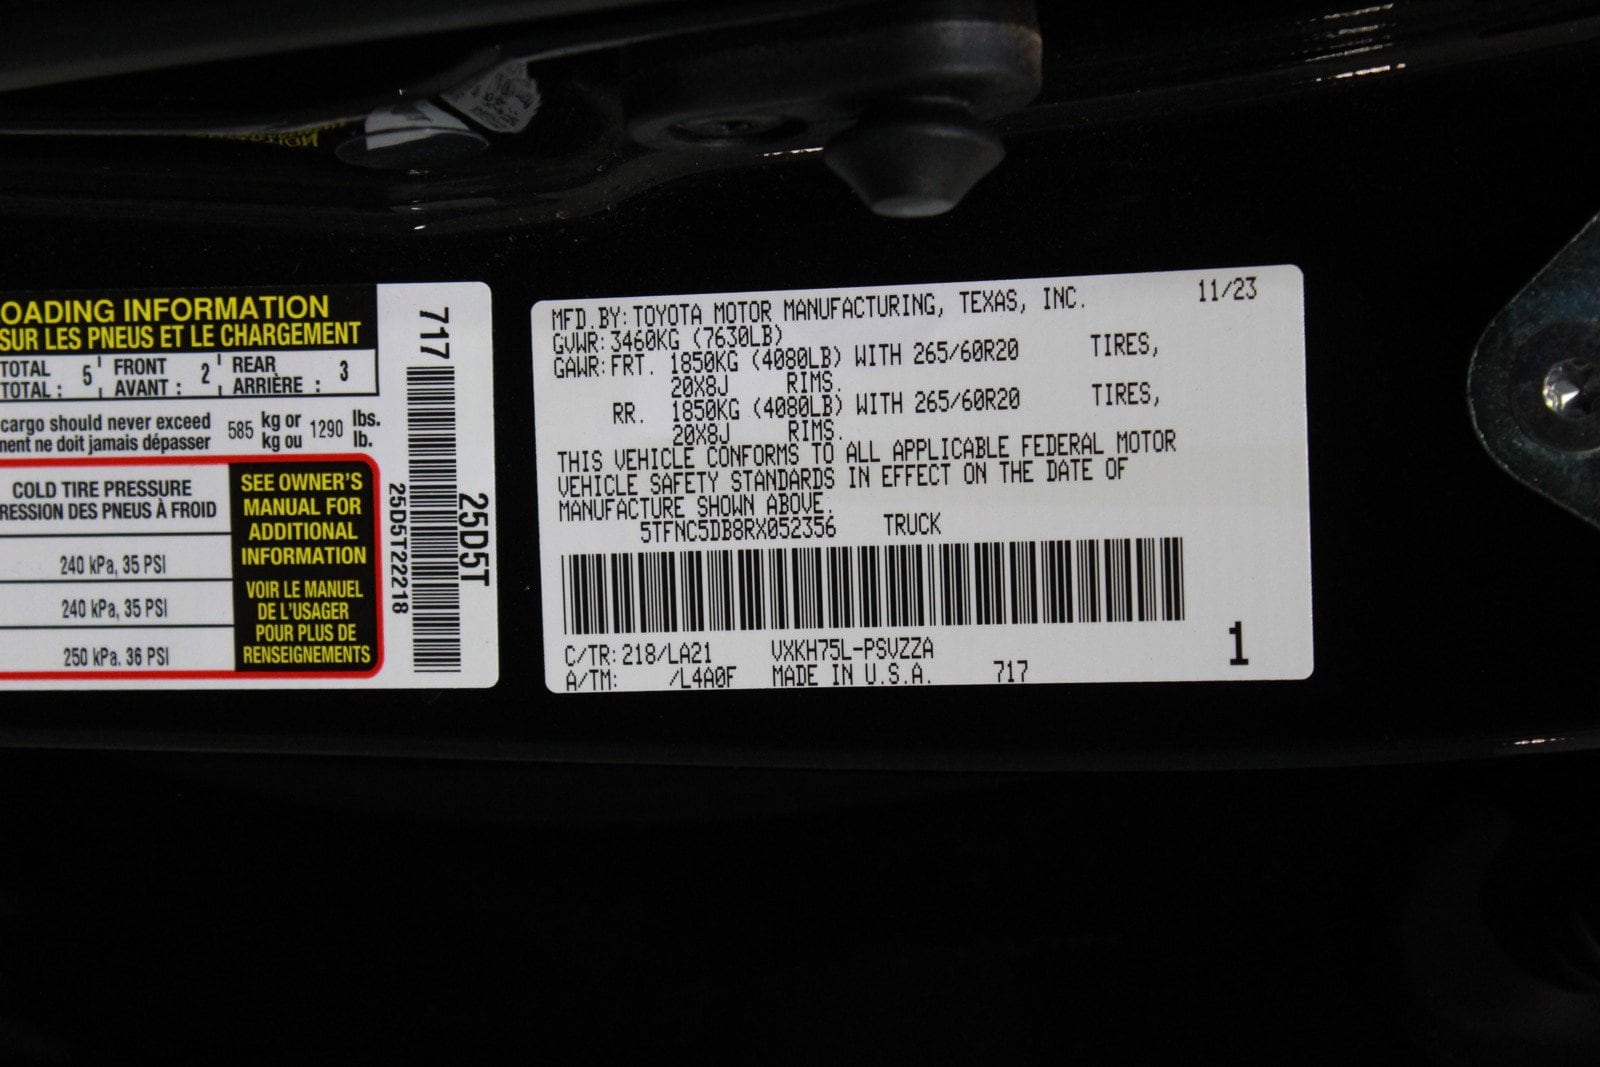 OADING INFORMATION
SUR LES PNEUS ET LE CHARGEMENT
TOTAL 5 FRONT 2 REAR 3
TOTAL : AVANT : ARRIÈRE :
cargo should never exceed 585 kg or 1290 lbs.
ment ne doit jamais dépasser kg ou lb.
COLD TIRE PRESSURE
RESSION DES PNEUS À FROID
240 kPa, 35 PSI
240 kPa, 35 PSI
250 kPa. 36 PSI
SEE OWNER'S
MANUAL FOR
ADDITIONAL
INFORMATION
VOIR LE MANUEL
DE L'USAGER
POUR PLUS DE
RENSEIGNEMENTS
717
25D5T22218
25D5T
MFD.BY:TOYOTA MOTOR MANUFACTURING, TEXAS, INC. 11/23
GVWR:3460KG (7630LB)
GAWR:FRT. 1850KG (4080LB) WITH 265/60R20 TIRES,
20X8J RIMS.
RR. 1850KG (4080LB) WITH 265/60R20 TIRES,
20X8J RIMS.
THIS VEHICLE CONFORMS TO ALL APPLICABLE FEDERAL MOTOR
VEHICLE SAFETY STANDARDS IN EFFECT ON THE DATE OF
MANUFACTURE SHOWN ABOVE.
5TFNC5DB8RX052356 TRUCK
C/TR:218/LA21 VXKH75L-PSVZZA
A/TM: /L4A0F MADE IN U.S.A. 717
1